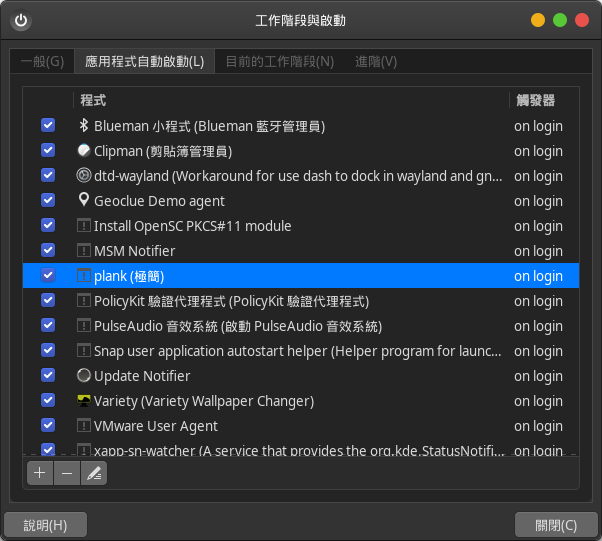 工作階段與啟動
一般(G) 應用程式自動啟動(L) 目前的工作階段(N) 進階(V)
程式 觸發器
Blueman 小程式 (Blueman 藍牙管理員) on login
Clipman (剪貼簿管理員) on login
dtd-wayland (Workaround for use dash to dock in wayland and gn... on login
Geoclue Demo agent on login
Install OpenSC PKCS#11 module on login
MSM Notifier on login
plank (極簡) on login
PolicyKit 驗證代理程式 (PolicyKit 驗證代理程式) on login
PulseAudio 音效系統 (啟動 PulseAudio 音效系統) on login
Snap user application autostart helper (Helper program for launc... on login
Update Notifier on login
Variety (Variety Wallpaper Changer) on login
VMware User Agent on login
xapp-sn-watcher (A service that provides the org.kde.StatusNotifi... on login
說明(H) 關閉(C)